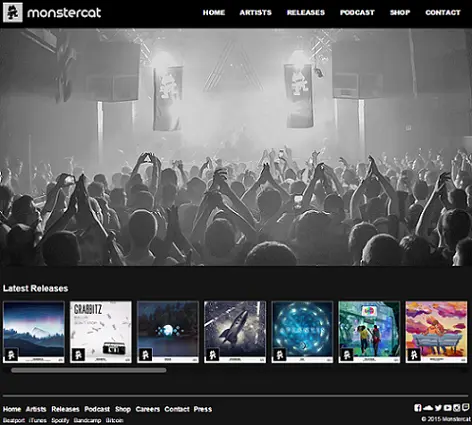 monstercat
HOME ARTISTS RELEASES PODCAST SHOP CONTACT
Latest Releases
GRABBITZ
Home Artists Releases Podcast Shop Careers Contact Press
Beatport iTunes Spotify Bandcamp Bitcoin
© 2015 Monstercat